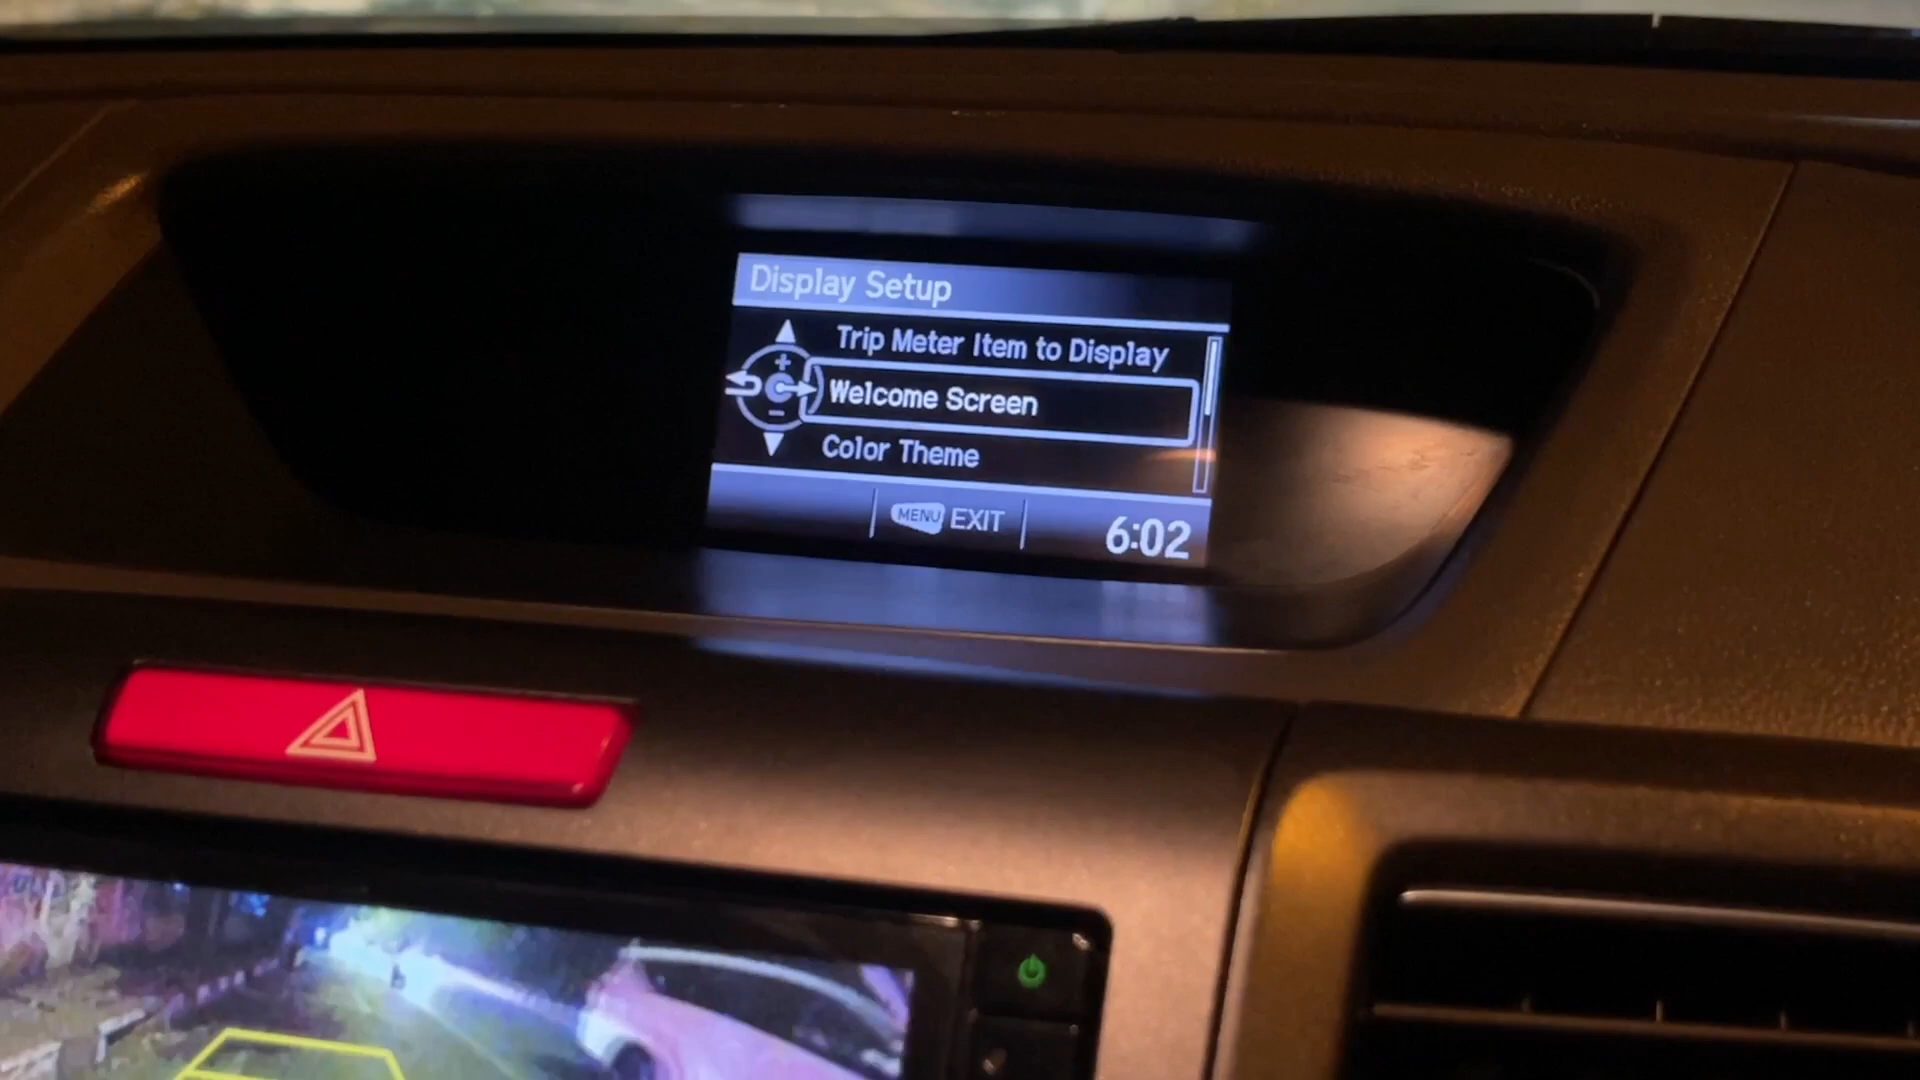 Display Setup
Trip Meter Item to Display
Welcome Screen
Color Theme
MENU EXIT
6:02